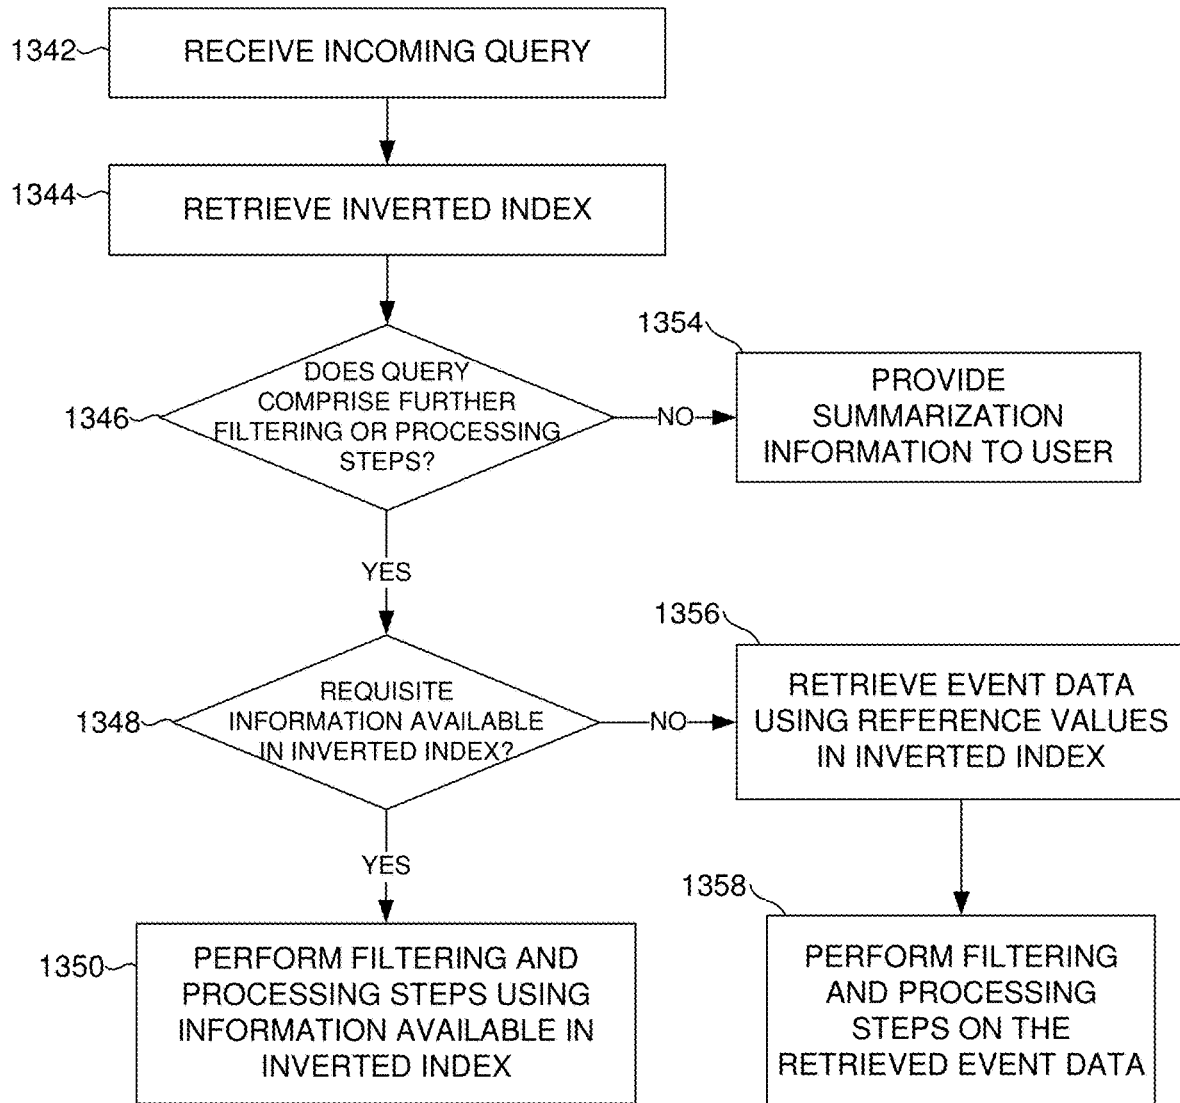 1342
RECEIVE INCOMING QUERY
1344
RETRIEVE INVERTED INDEX
1346
DOES QUERY
COMPRISE FURTHER
FILTERING OR PROCESSING
STEPS?
NO
1354
PROVIDE
SUMMARIZATION
INFORMATION TO USER
YES
1348
REQUISITE
INFORMATION AVAILABLE
IN INVERTED INDEX?
NO
1356
RETRIEVE EVENT DATA
USING REFERENCE VALUES
IN INVERTED INDEX
YES
1350
PERFORM FILTERING AND
PROCESSING STEPS USING
INFORMATION AVAILABLE IN
INVERTED INDEX
1358
PERFORM FILTERING
AND PROCESSING
STEPS ON THE
RETRIEVED EVENT DATA